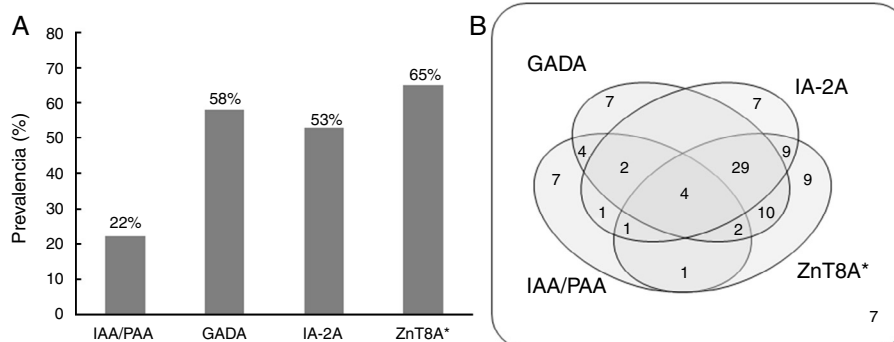 A
Prevalencia (%)
80
70
60
50
40
30
20
10
0
22%
58%
53%
65%
IAA/PAA
GADA
IA-2A
ZnT8A*
B
GADA
IA-2A
7
7
4
9
2
29
7
9
4
1
10
1
2
1
IAA/PAA
ZnT8A*
7